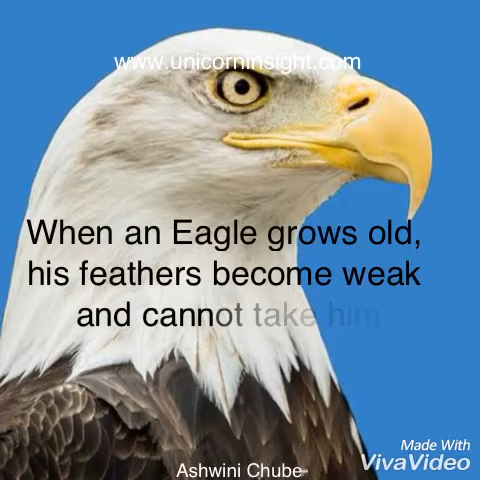 www.unicorninsight.com
When an Eagle grows old,
his feathers become weak
and cannot take him
Made With
VivaVideo
Ashwini Chube